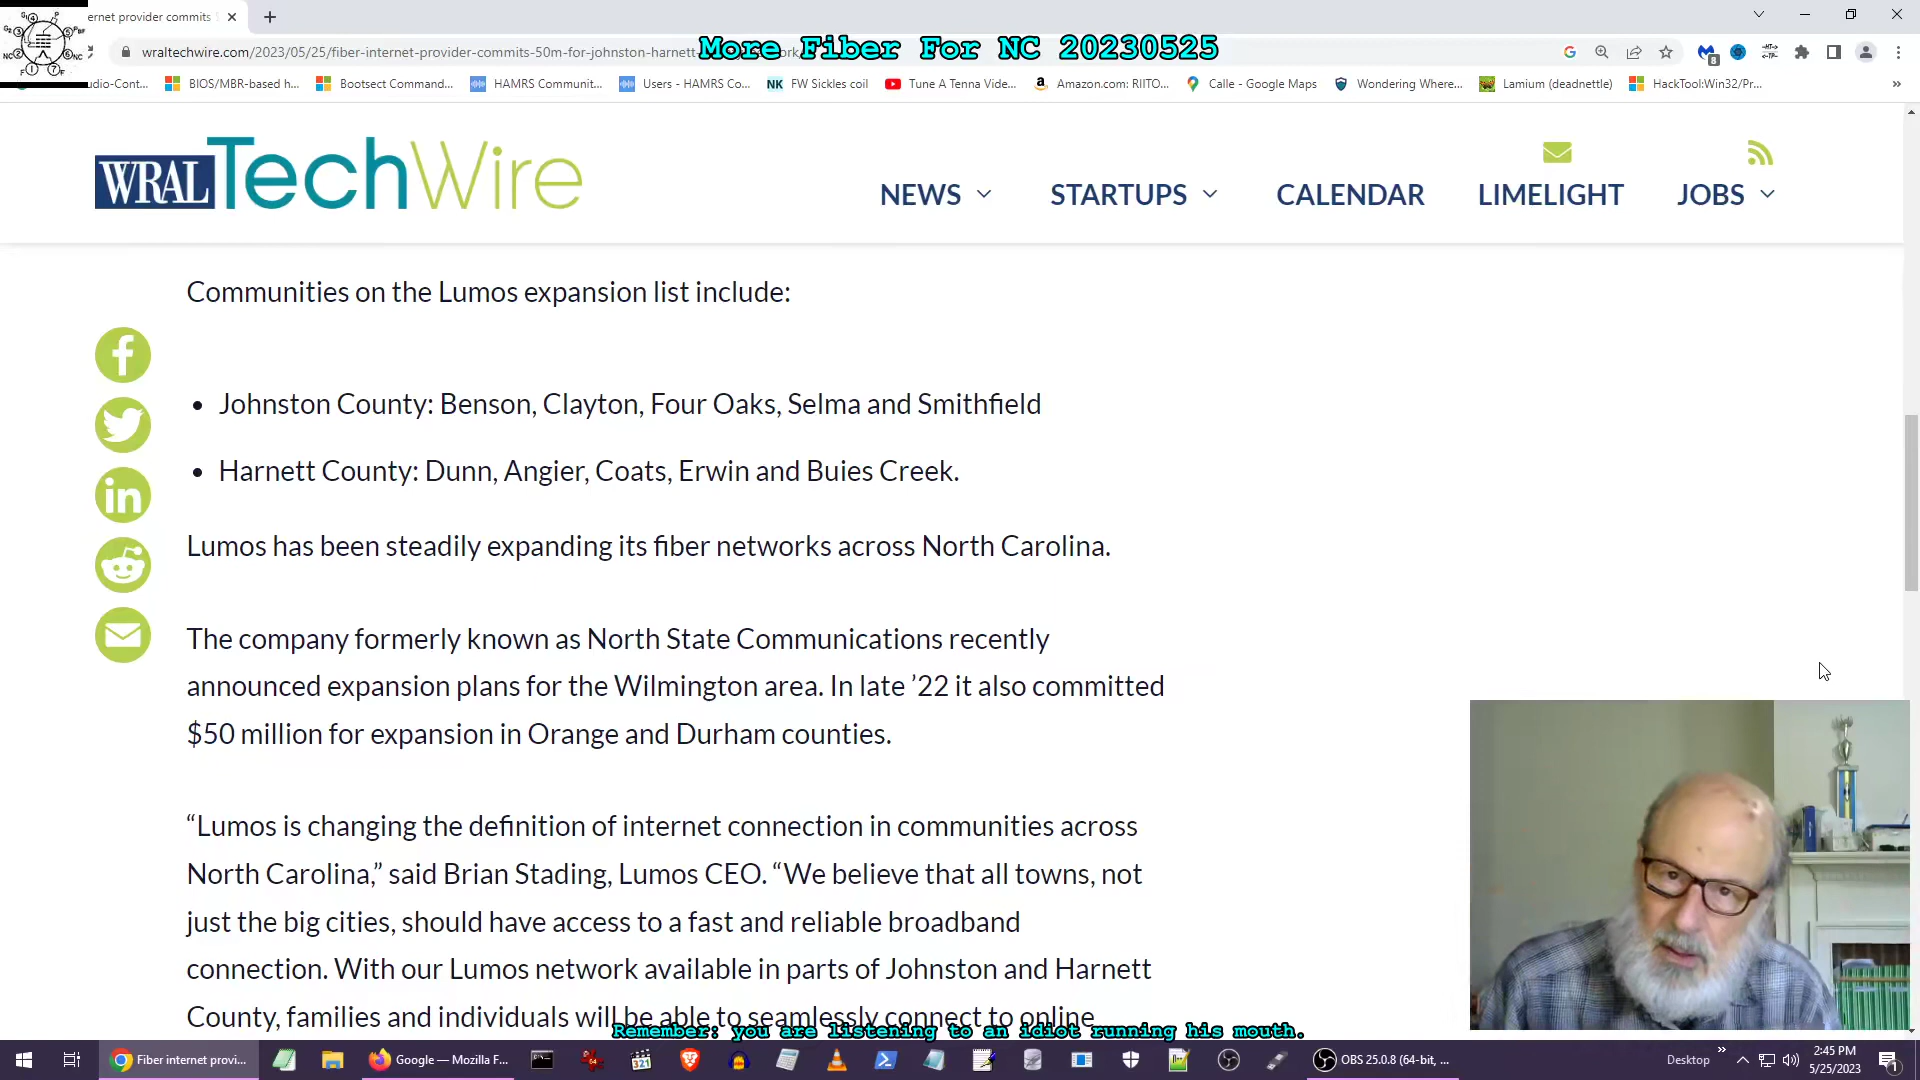 ernet provider commits
wraltechwire.com/2023/05/25/fiber-internet-provider-commits-50m-for-johnston-harnett
More Fiber For NC 20230525
udio-Cont...
BIOS/MBR-based h...
Bootsect Command...
HAMRS Communit...
Users - HAMRS Co...
NK FW Sickles coil
Tune A Tenna Vide...
Amazon.com: RIITO...
Calle - Google Maps
Wondering Where...
Lamium (deadnettle)
HackTool:Win32/Pr...
WRAL TechWire
NEWS
STARTUPS
CALENDAR
LIMELIGHT
JOBS
Communities on the Lumos expansion list include:
• Johnston County: Benson, Clayton, Four Oaks, Selma and Smithfield
• Harnett County: Dunn, Angier, Coats, Erwin and Buies Creek.
Lumos has been steadily expanding its fiber networks across North Carolina.
The company formerly known as North State Communications recently
announced expansion plans for the Wilmington area. In late ’22 it also committed
$50 million for expansion in Orange and Durham counties.
“Lumos is changing the definition of internet connection in communities across
North Carolina,” said Brian Stading, Lumos CEO. “We believe that all towns, not
just the big cities, should have access to a fast and reliable broadband
connection. With our Lumos network available in parts of Johnston and Harnett
County, families and individuals will be able to seamlessly connect to online
Remember: you are listening to an idiot running his mouth.
Fiber internet provi...
Google — Mozilla F...
OBS 25.0.8 (64-bit, ...
Desktop
2:45 PM
5/25/2023